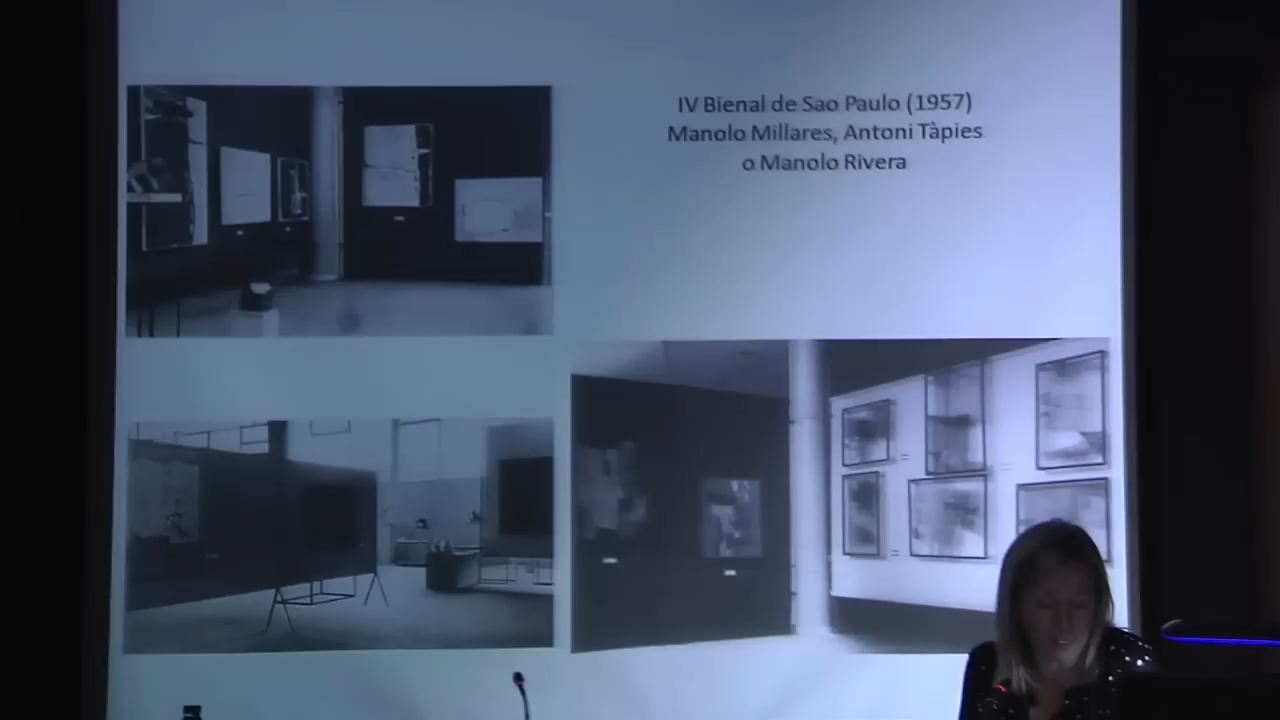 IV Bienal de Sao Paulo (1957)
Manolo Millares, Antoni Tàpies
o Manolo Rivera